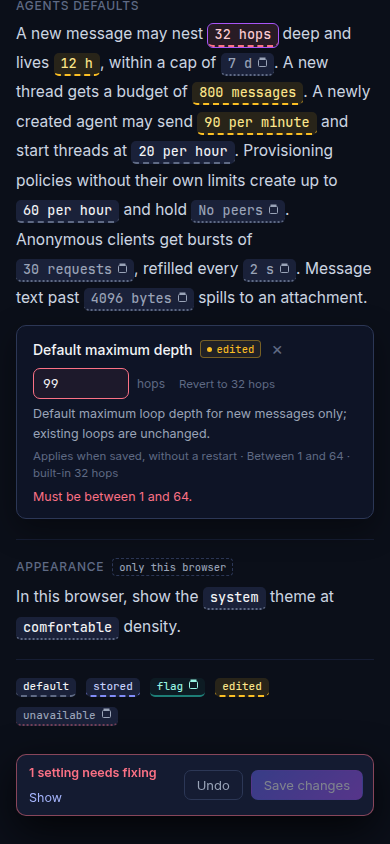 AGENTS DEFAULTS
A new message may nest 32 hops deep and
lives 12 h, within a cap of 7 d. A new
thread gets a budget of 800 messages. A newly
created agent may send 90 per minute and
start threads at 20 per hour. Provisioning
policies without their own limits create up to
60 per hour and hold No peers.
Anonymous clients get bursts of
30 requests, refilled every 2 s. Message
text past 4096 bytes spills to an attachment.
Default maximum depth • edited ×
99 hops Revert to 32 hops
Default maximum loop depth for new messages only;
existing loops are unchanged.
Applies when saved, without a restart · Between 1 and 64 ·
built-in 32 hops
Must be between 1 and 64.
APPEARANCE only this browser
In this browser, show the system theme at
comfortable density.
default stored flag edited
unavailable
1 setting needs fixing
Show
Undo Save changes